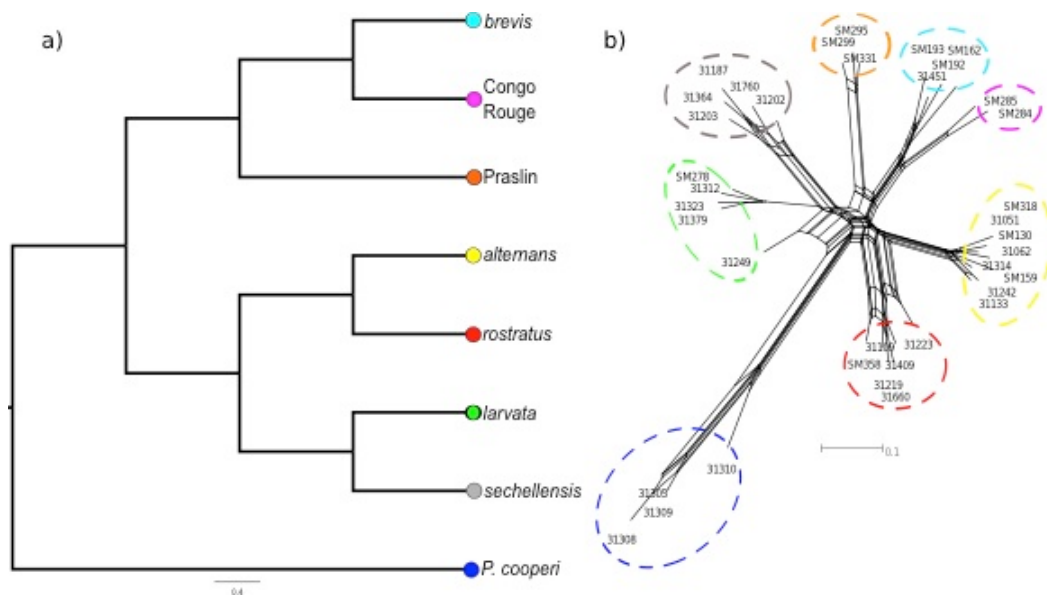 a)
brevis
Congo
Rouge
Praslin
alternans
rostratus
larvata
sechellensis
P. cooperi
0.4
b)
SM295
SM299
SM331
SM193
SM162
SM192
31451
SM285
SM284
31187
31760
31364
31202
31203
SM278
31312
31323
31379
31249
SM318
31051
SM130
31062
31314
SM159
31242
31133
31223
SM358
31409
31219
31660
0.1
31310
31309
31308